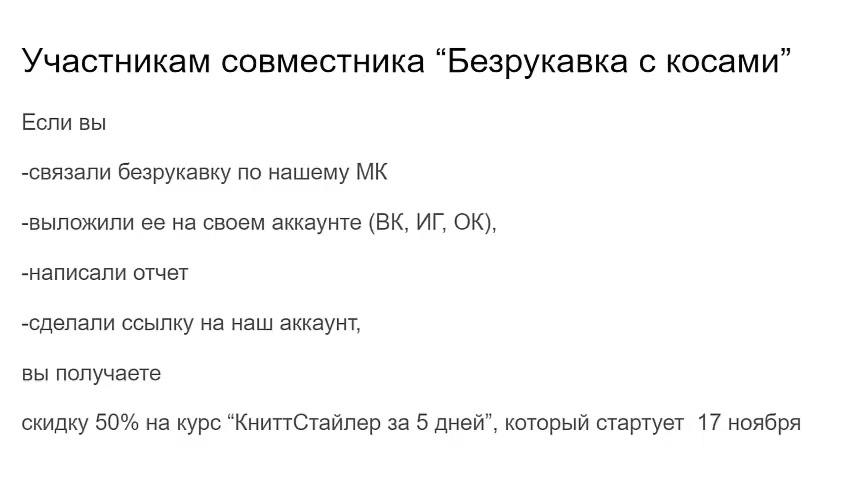 Участникам совместника “Безрукавка с косами”
Если вы
-связали безрукавку по нашему МК
-выложили ее на своем аккаунте (ВК, ИГ, ОК),
-написали отчет
-сделали ссылку на наш аккаунт,
вы получаете
скидку 50% на курс “КниттСтайлер за 5 дней”, который стартует  17 ноября